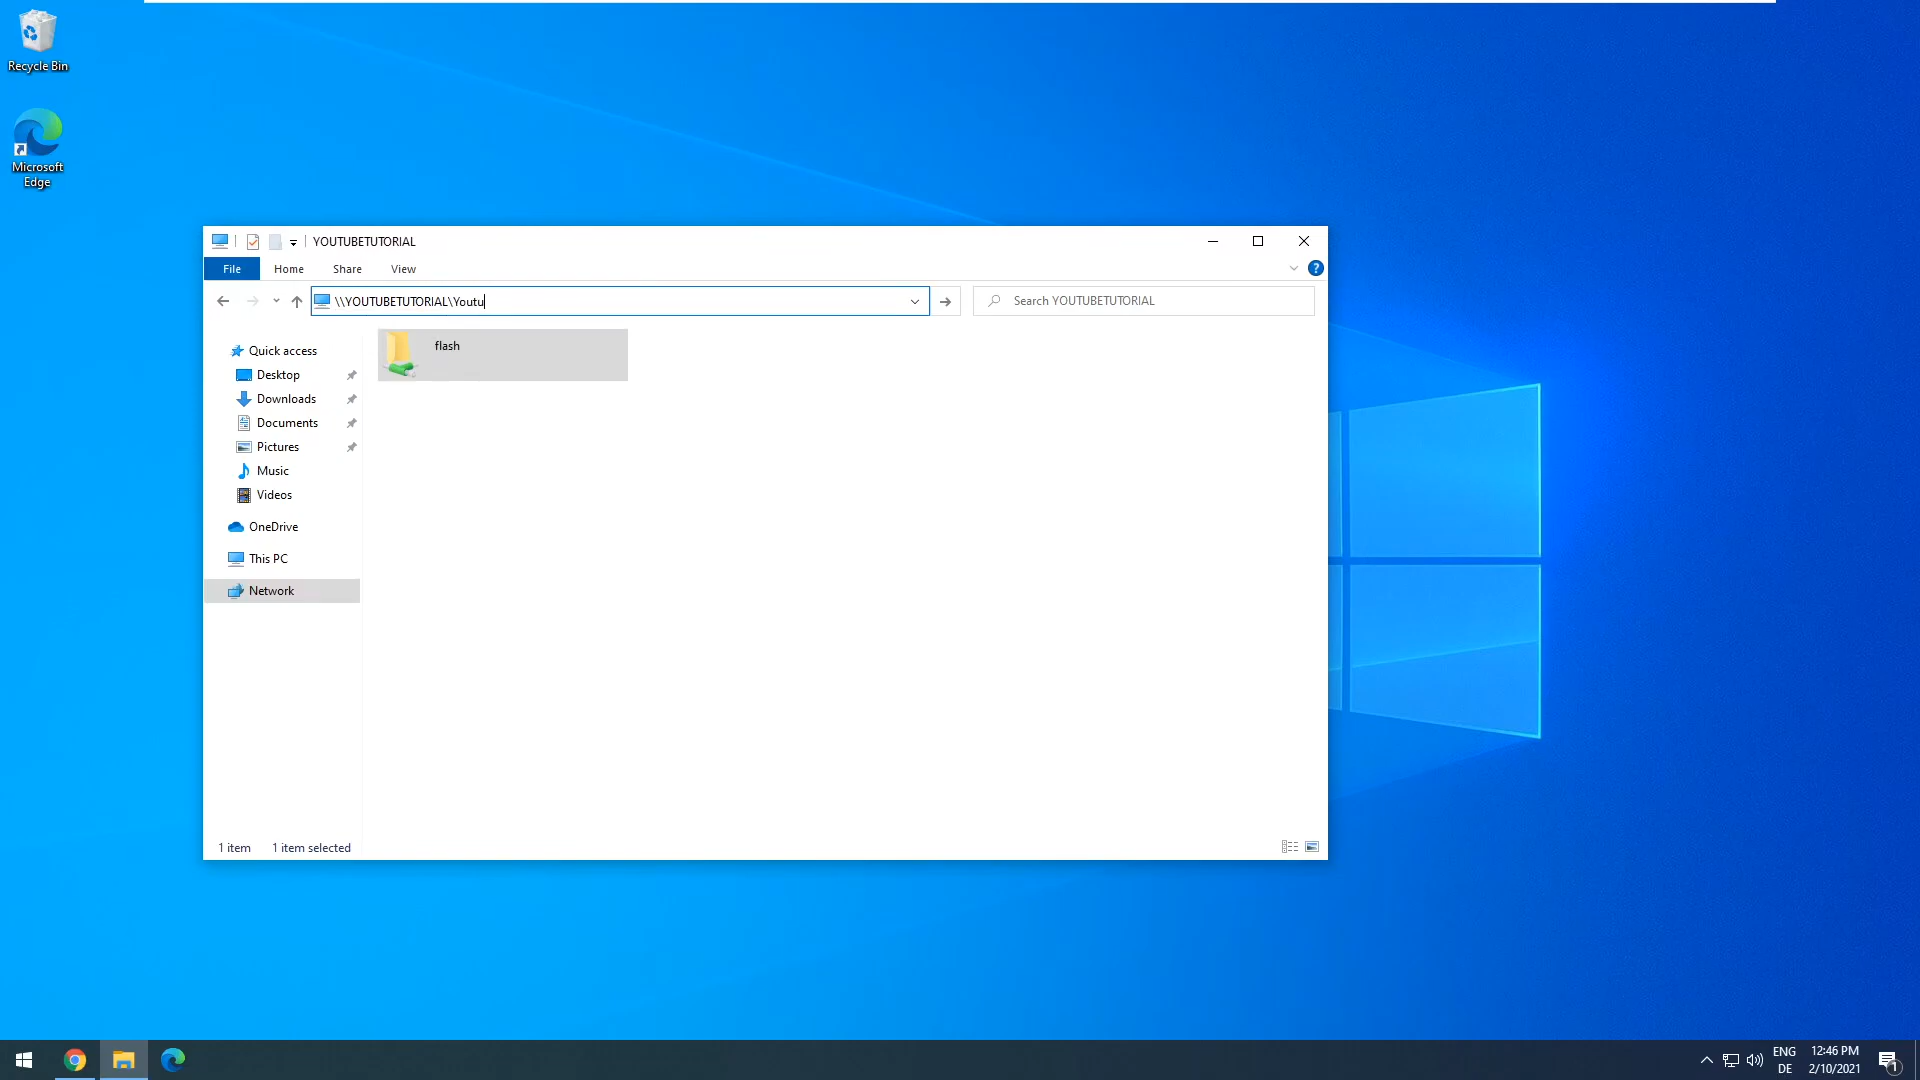 Recycle Bin
Microsoft
Edge
YOUTUBETUTORIAL
File Home Share View
?
\\YOUTUBETUTORIAL\Youtu
Search YOUTUBETUTORIAL
Quick access
Desktop
Downloads
Documents
Pictures
Music
Videos
OneDrive
This PC
Network
flash
1 item 1 item selected
ENG
DE
12:46 PM
2/10/2021
1